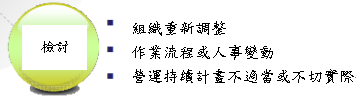 檢討
組織重新調整
作業流程或人事變動
營運持續計畫不適當或不切實際